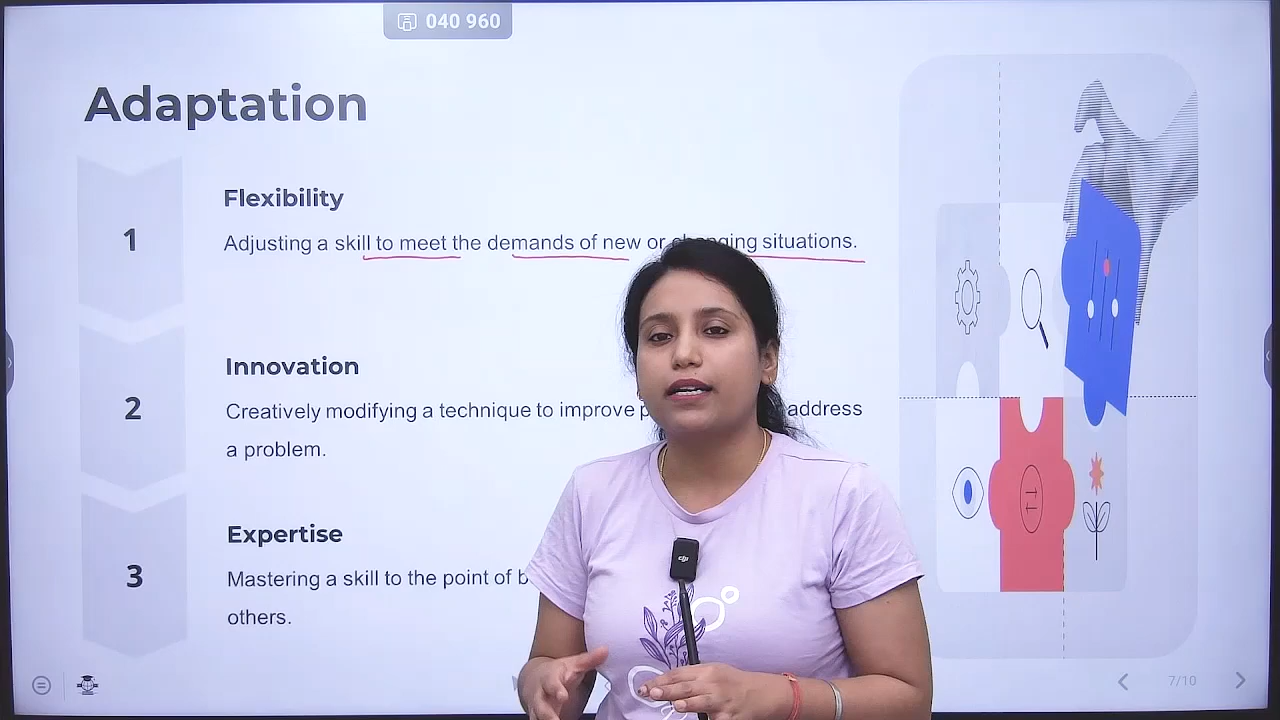 040 960
Adaptation
1
Flexibility
Adjusting a skill to meet the demands of new or changing situations.
2
Innovation
Creatively modifying a technique to improve address
a problem.
3
Expertise
Mastering a skill to the point of
others.
dji
7/10